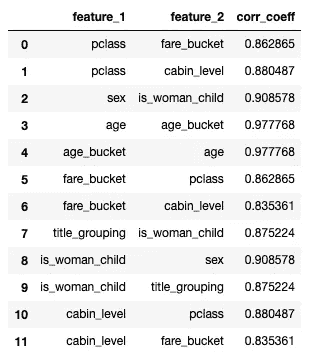 feature_1 feature_2 corr_coeff
0 pclass fare_bucket 0.862865
1 pclass cabin_level 0.880487
2 sex is_woman_child 0.908578
3 age age_bucket 0.977768
4 age_bucket age 0.977768
5 fare_bucket pclass 0.862865
6 fare_bucket cabin_level 0.835361
7 title_grouping is_woman_child 0.875224
8 is_woman_child sex 0.908578
9 is_woman_child title_grouping 0.875224
10 cabin_level pclass 0.880487
11 cabin_level fare_bucket 0.835361